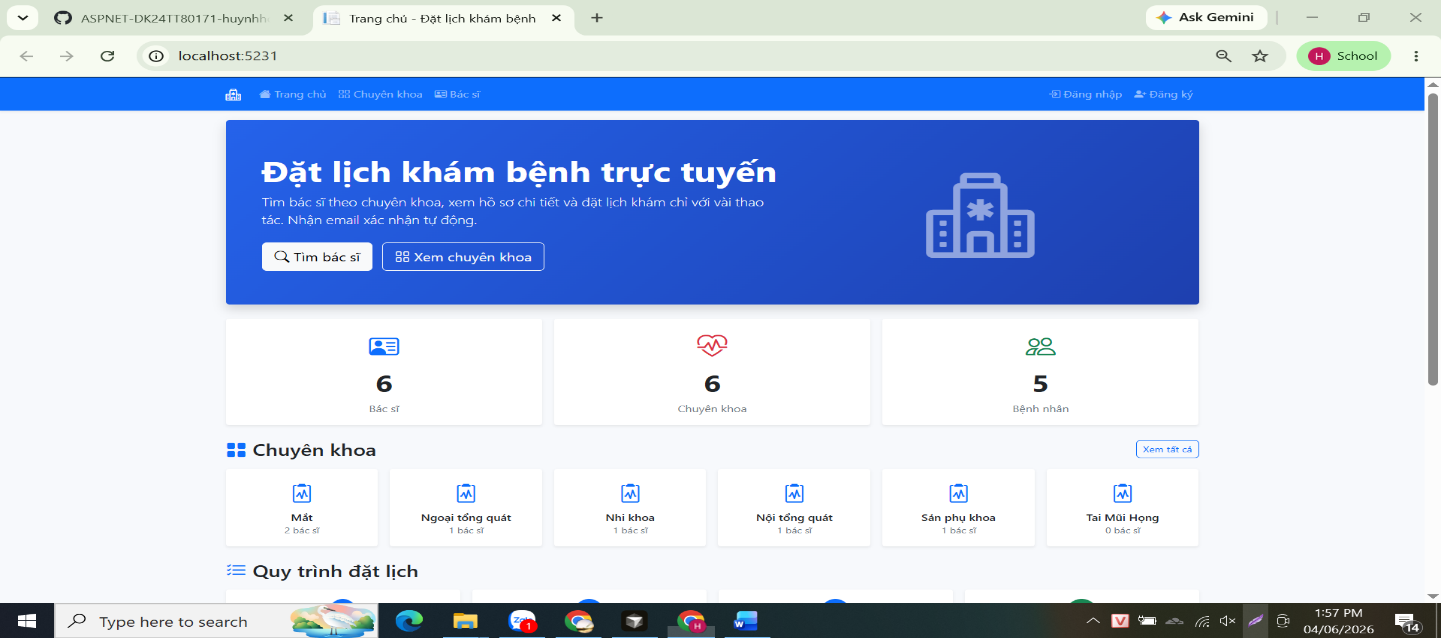 ASPNET-DK24TT80171-huynhh
Trang chủ - Đặt lịch khám bệnh
Ask Gemini
localhost:5231
H School
Trang chủ Chuyên khoa Bác sĩ Đăng nhập Đăng ký
Đặt lịch khám bệnh trực tuyến
Tìm bác sĩ theo chuyên khoa, xem hồ sơ chi tiết và đặt lịch khám chỉ với vài thao
tác. Nhận email xác nhận tự động.
Tìm bác sĩ Xem chuyên khoa
6 6 5
Bác sĩ Chuyên khoa Bệnh nhân
Chuyên khoa Xem tất cả
Mắt Ngoại tổng quát Nhi khoa Nội tổng quát Sản phụ khoa Tai Mũi Họng
2 bác sĩ 1 bác sĩ 1 bác sĩ 1 bác sĩ 1 bác sĩ 0 bác sĩ
Quy trình đặt lịch
Type here to search
1
H
W
V
1:57 PM
04/06/2026
14